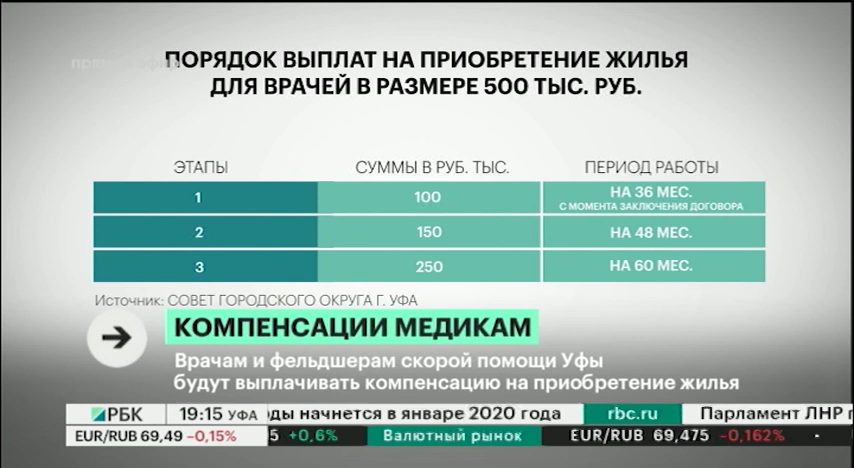 прямой эфир
ПОРЯДОК ВЫПЛАТ НА ПРИОБРЕТЕНИЕ ЖИЛЬЯ
ДЛЯ ВРАЧЕЙ В РАЗМЕРЕ 500 ТЫС. РУБ.
ЭТАПЫ СУММЫ В РУБ. ТЫС. ПЕРИОД РАБОТЫ
1 100 НА 36 МЕС.
С МОМЕНТА ЗАКЛЮЧЕНИЯ ДОГОВОРА
2 150 НА 48 МЕС.
3 250 НА 60 МЕС.
Источник: СОВЕТ ГОРОДСКОГО ОКРУГА Г. УФА
КОМПЕНСАЦИИ МЕДИКАМ
Врачам и фельдшерам скорой помощи Уфы
будут выплачивать компенсацию на приобретение жилья
РБК 19:15 УФА ды начнется в январе 2020 года rbc.ru Парламент ЛНР
EUR/RUB 69,49 -0,15% 5 +0,6% Валютный рынок EUR/RUB 69,475 -0,162%